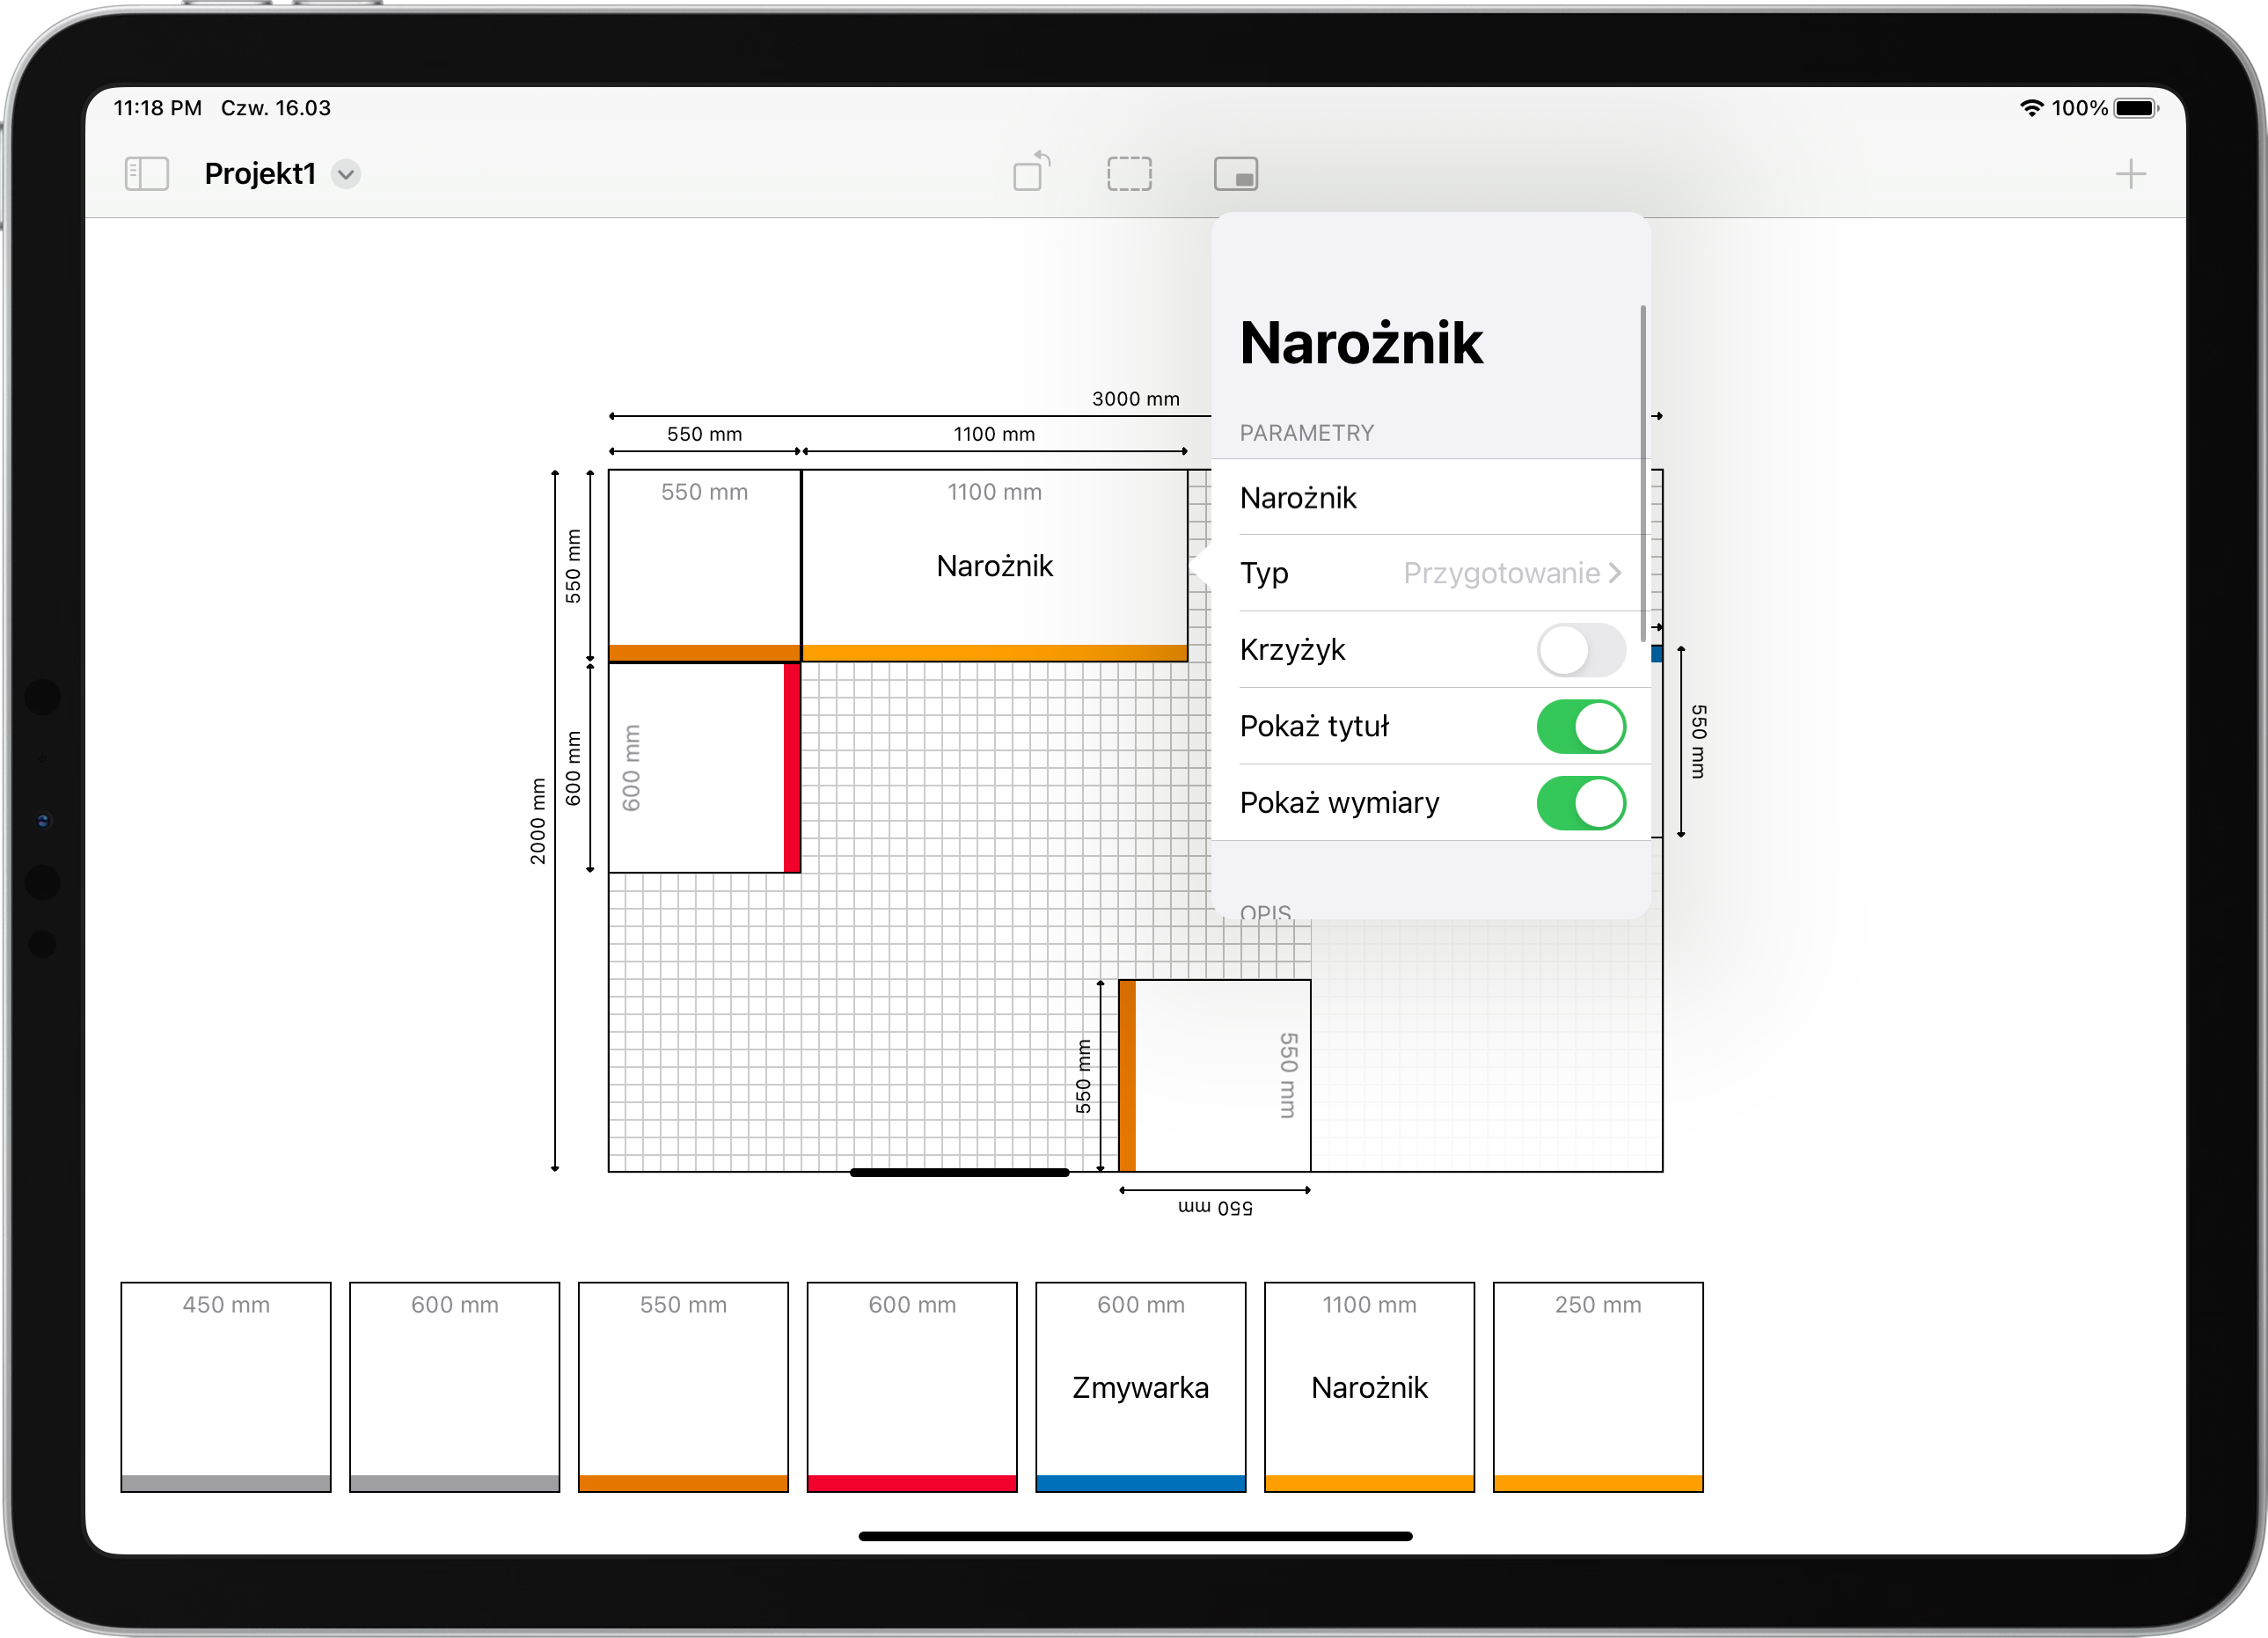 11:18 PM Czw. 16.03
100%
Projekt1
3000 mm
550 mm
1100 mm
550 mm
1100 mm
Narożnik
550 mm
600 mm
600 mm
2000 mm
550 mm
550 mm
550 mm
550 mm
Narożnik
PARAMETRY
Narożnik
Typ Przygotowanie
Krzyżyk
Pokaż tytuł
Pokaż wymiary
OPIS
450 mm
600 mm
550 mm
600 mm
600 mm
Zmywarka
1100 mm
Narożnik
250 mm